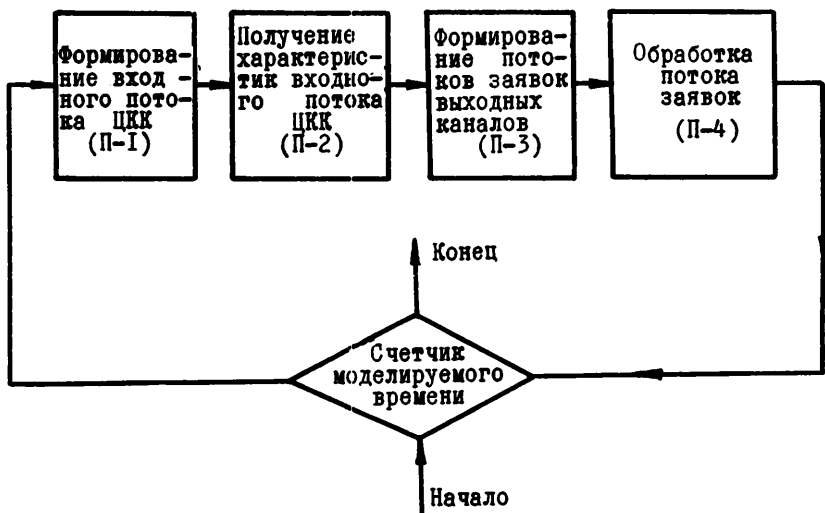 Формирова-
ние вход -
ного пото-
ка ЦКК
(П-I)
Получение
характерис-
тик входно-
го потока
ЦКК
(П-2)
Формирова-
ние пото-
ков заявок
выходных
каналов
(П-3)
Обработка
потока
заявок
(П-4)
Конец
Счетчик
моделируемого
времени
Начало